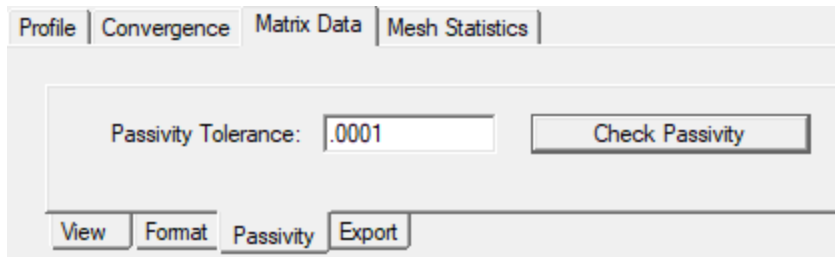 Profile Convergence Matrix Data Mesh Statistics
Passivity Tolerance: .0001 Check Passivity
View Format Passivity Export